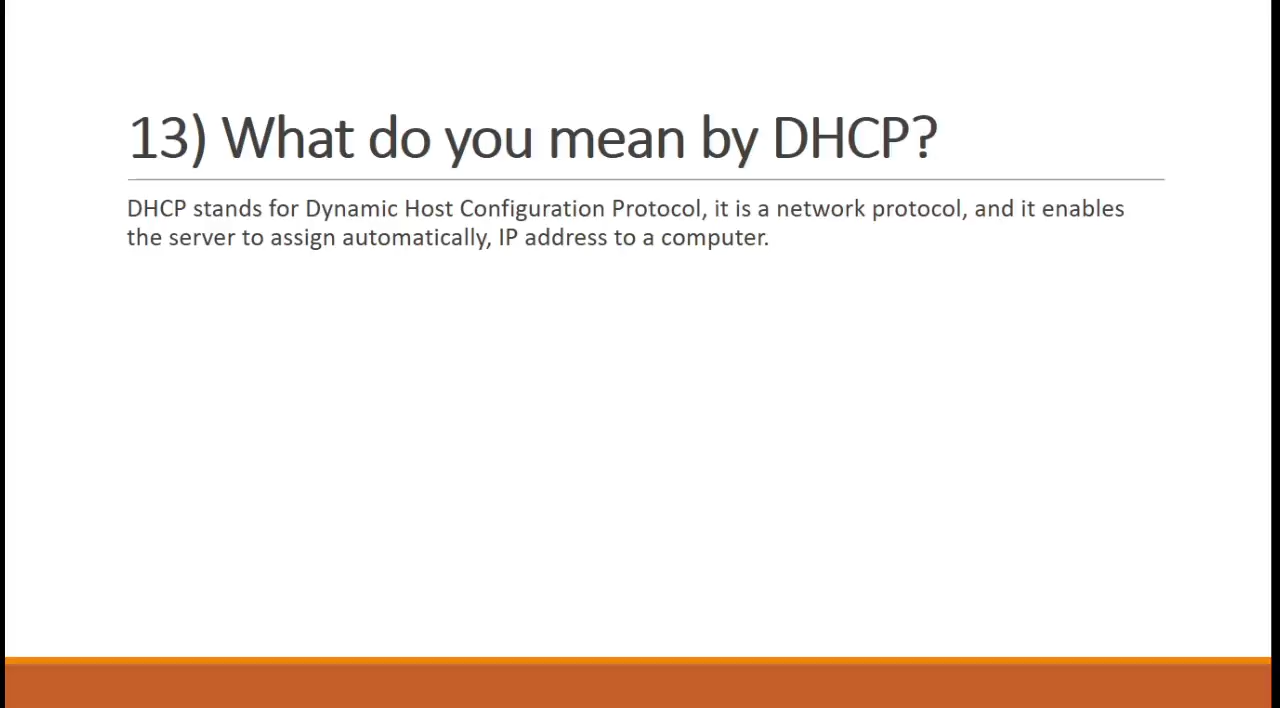 13) What do you mean by DHCP?
DHCP stands for Dynamic Host Configuration Protocol, it is a network protocol, and it enables
the server to assign automatically, IP address to a computer.